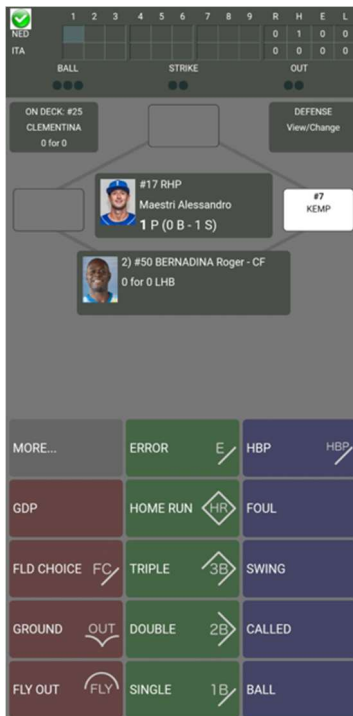 1 2 3 4 5 6 7 8 9 R H E L
NED 0 1 0 0
ITA 0 0 0 0
BALL STRIKE OUT
ON DECK: #25
CLEMENTINA
0 for 0
DEFENSE
View/Change
#17 RHP
Maestri Alessandro
1 P (0 B - 1 S)
#7
KEMP
2) #50 BERNADINA Roger - CF
0 for 0 LHB
MORE... ERROR E HBP HBP
GDP HOME RUN HR FOUL
FLD CHOICE FC TRIPLE 3B SWING
GROUND OUT DOUBLE 2B CALLED
FLY OUT FLY SINGLE 1B BALL